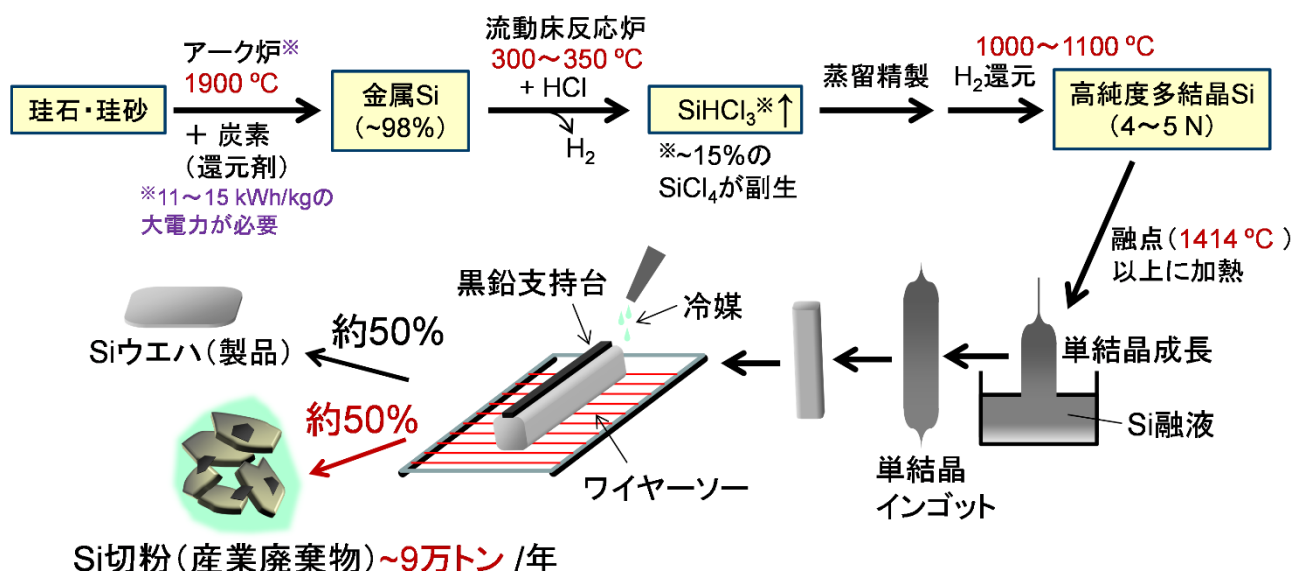 珪石・珪砂
アーク炉※
1900 ºC
＋ 炭素
（還元剤）
※11～15 kWh/kgの
大電力が必要
金属Si
(~98%)
流動床反応炉
300～350 ºC
+ HCl
H₂
SiHCl₃※↑
※~15%の
SiCl₄が副生
蒸留精製
1000～1100 ºC
H₂還元
高純度多結晶Si
（4～5 N）
融点（1414 ºC ）
以上に加熱
単結晶成長
Si融液
単結晶
インゴット
黒鉛支持台
冷媒
ワイヤーソー
約50%
Siウエハ（製品）
約50%
Si切粉（産業廃棄物）~9万トン /年